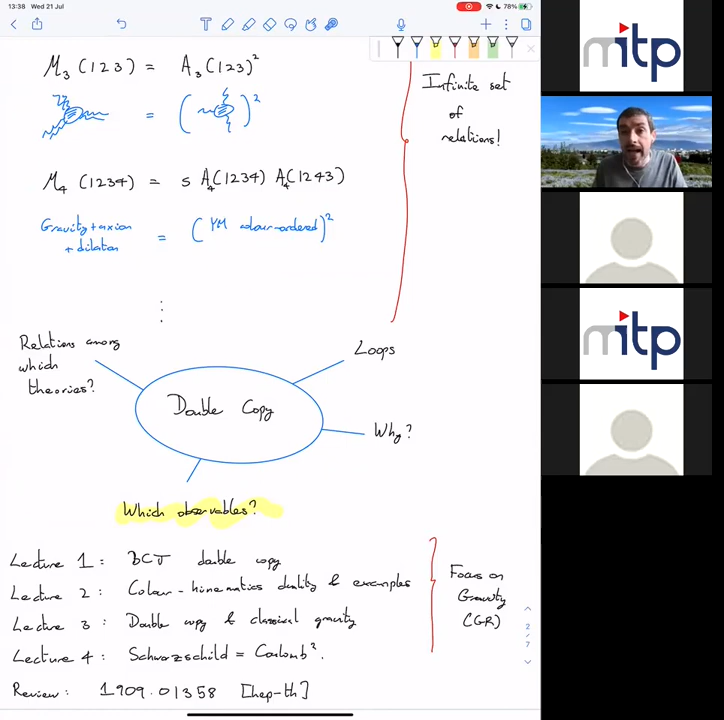 13:38 Wed 21 Jul
78%
M₃ (123) = A₃ (123)²
= ( )²
M₄ (1234) = s A₄(1234) A₄(1243)
Gravity + axion + dilaton = (YM colour-ordered)²
Infinite set
of
relations!
⋮
Relations among
which
theories?
Loops
Double Copy
Why?
Which observables?
Lecture 1: BCJ double copy
Lecture 2: Colour-kinematics duality & examples
Lecture 3: Double copy & classical gravity
Lecture 4: Schwarzschild = Coulomb².
Focus on
Gravity
(GR)
Review: 1909.01358 [hep-th]
2/7
mitp
mitp